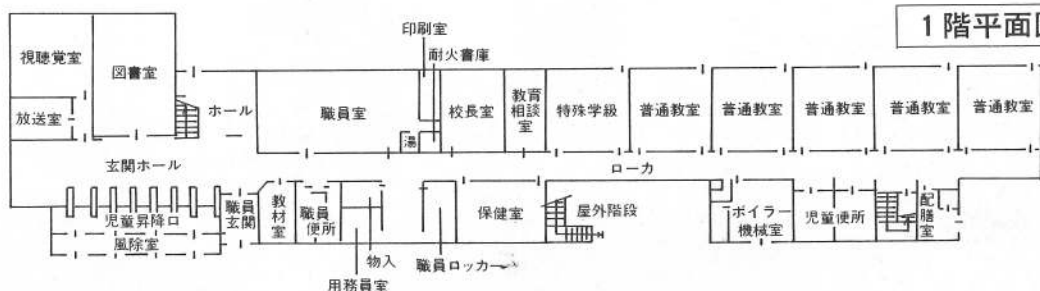 1階平面図
印刷室
耐火書庫
視聴覚室
図書室
放送室
ホール
職員室
湯
校長室
教育
相談
室
特殊学級
普通教室
普通教室
普通教室
普通教室
普通教室
玄関ホール
ローカ
児童昇降口
風除室
職員
玄関
教
材
室
職員
便所
用務員室
物入
職員ロッカー
保健室
屋外階段
ボイラー
機械室
児童便所
配
膳
室